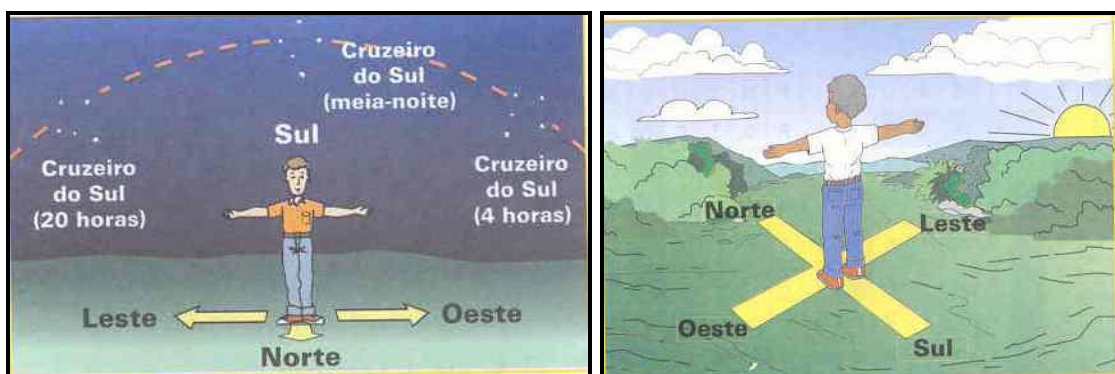 Cruzeiro
do Sul
(meia-noite)
Sul
Cruzeiro
do Sul
(20 horas)
Cruzeiro
do Sul
(4 horas)
Leste
Oeste
Norte
Norte
Leste
Oeste
Sul